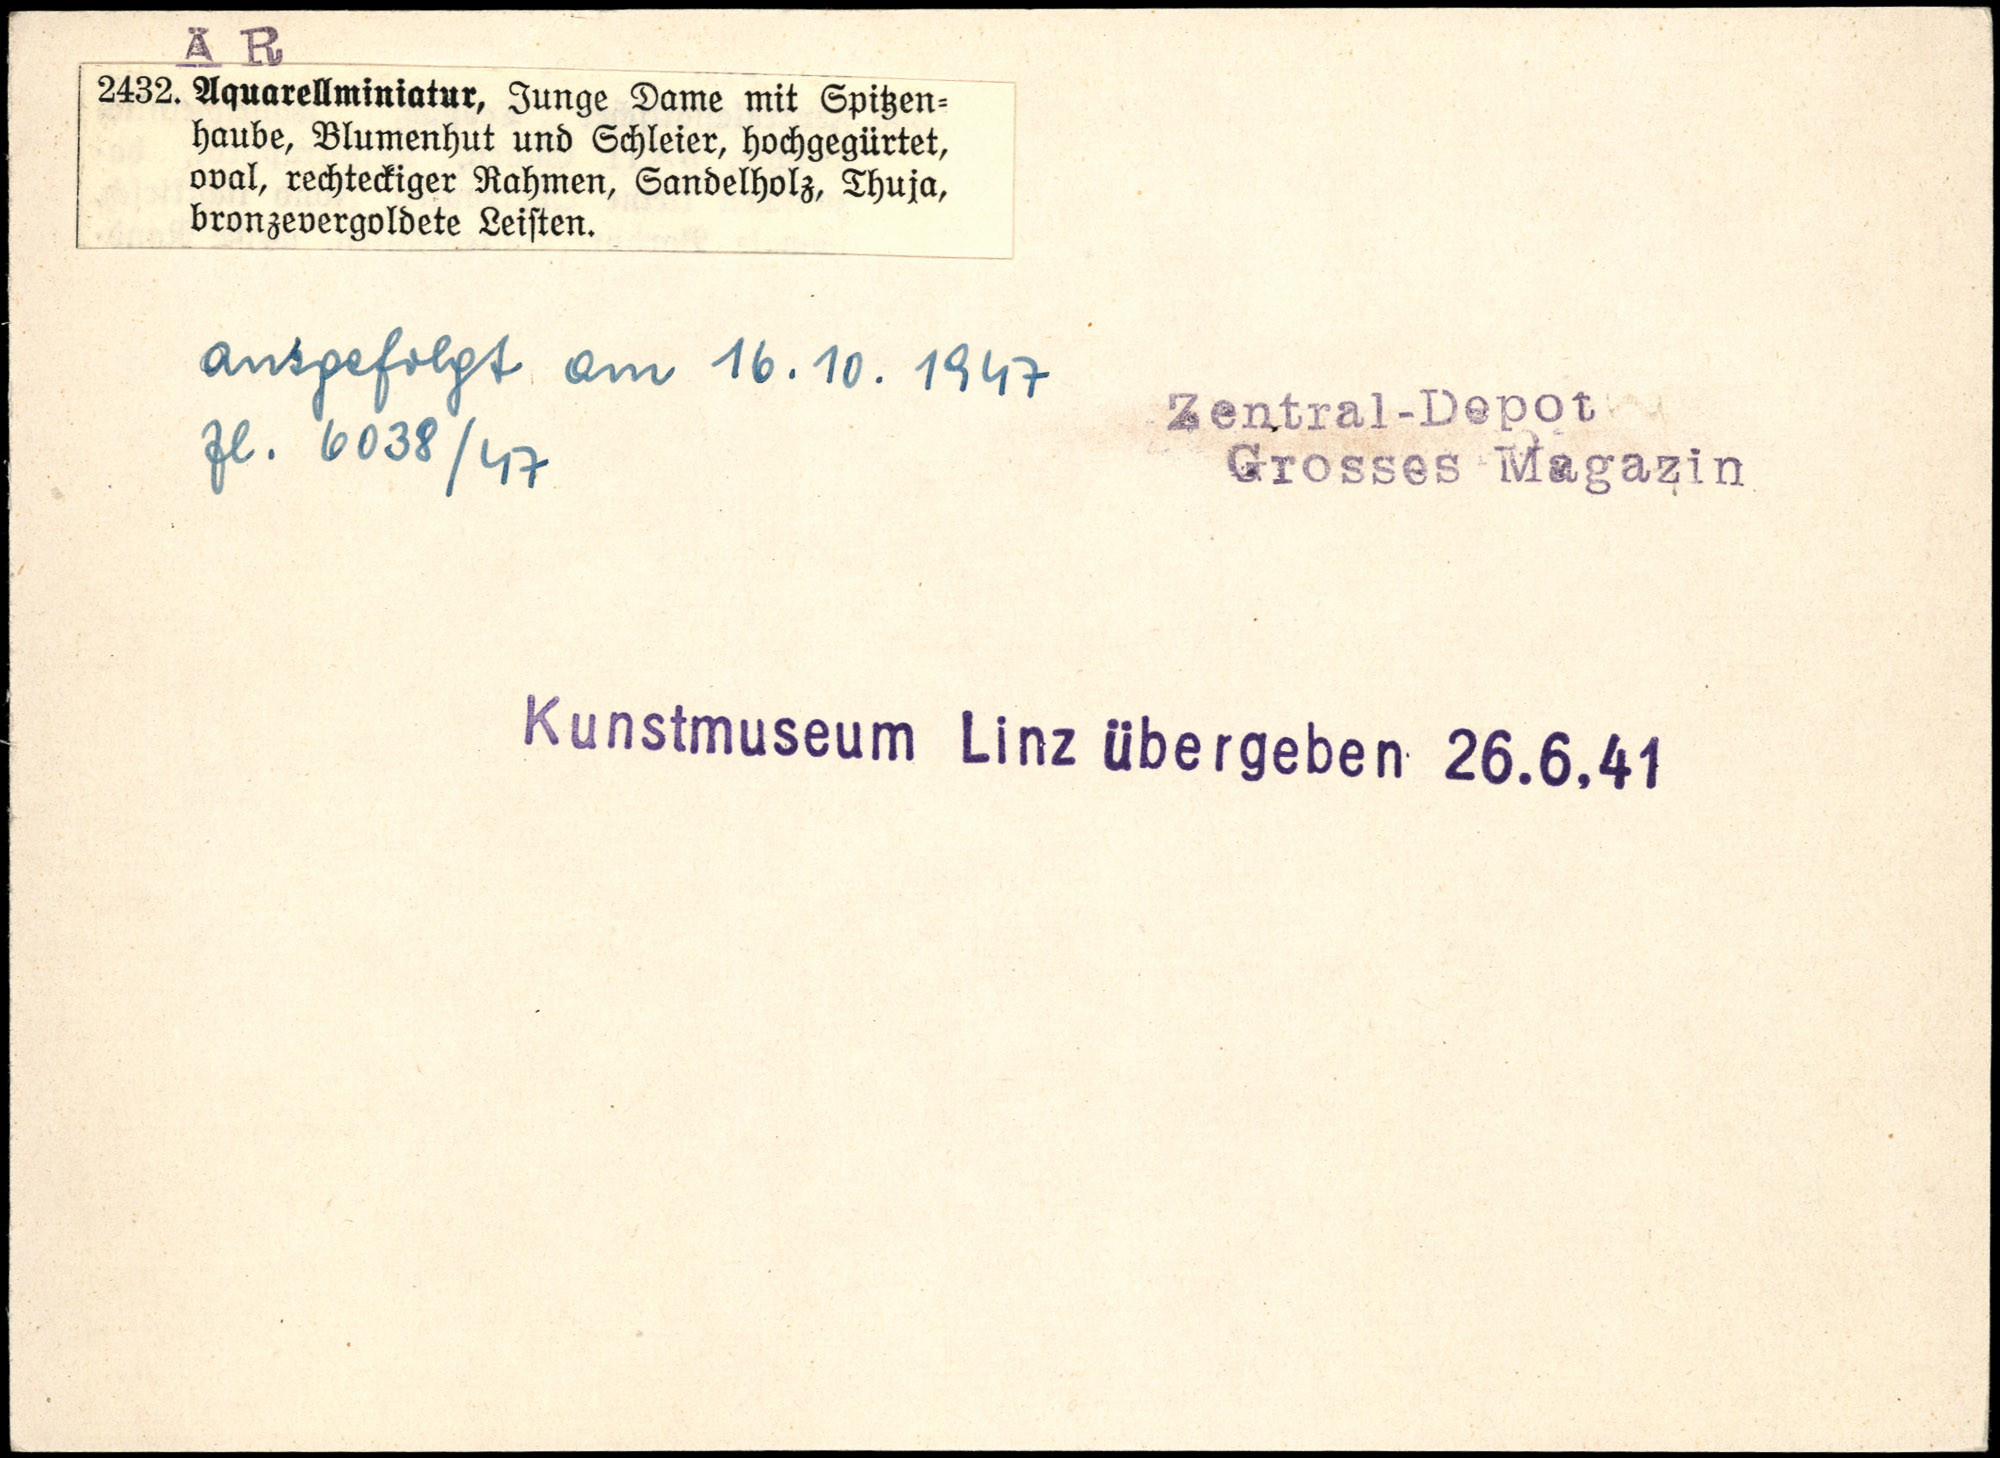 Ä R
2432. Aquarellminiatur, Junge Dame mit Spitzen-
haube, Blumenhut und Schleier, hochgegürtet,
oval, rechteckiger Rahmen, Sandelholz, Thuja,
bronzevergoldete Leisten.
ausgefolgt am 16.10.1947
Zl. 6038/47
Zentral-Depot
Grosses Magazin
Kunstmuseum Linz übergeben 26.6.41